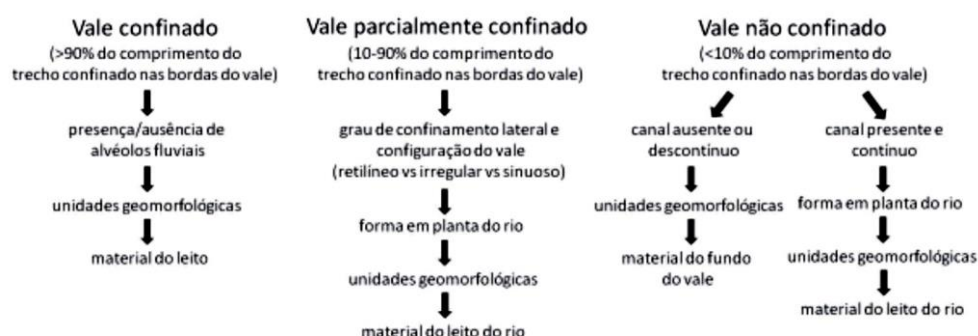 Vale confinado
(>90% do comprimento do
trecho confinado nas bordas do vale)
presença/ausência de
alvéolos fluviais
unidades geomorfológicas
material do leito
Vale parcialmente confinado
(10-90% do comprimento do
trecho confinado nas bordas do vale)
grau de confinamento lateral e
configuração do vale
(retilíneo vs irregular vs sinuoso)
forma em planta do rio
unidades geomorfológicas
material do leito do rio
Vale não confinado
(<10% do comprimento do
trecho confinado nas bordas do vale)
canal ausente ou
descontínuo
unidades geomorfológicas
material do fundo
do vale
canal presente e
contínuo
forma em planta do rio
unidades geomorfológicas
material do leito do rio